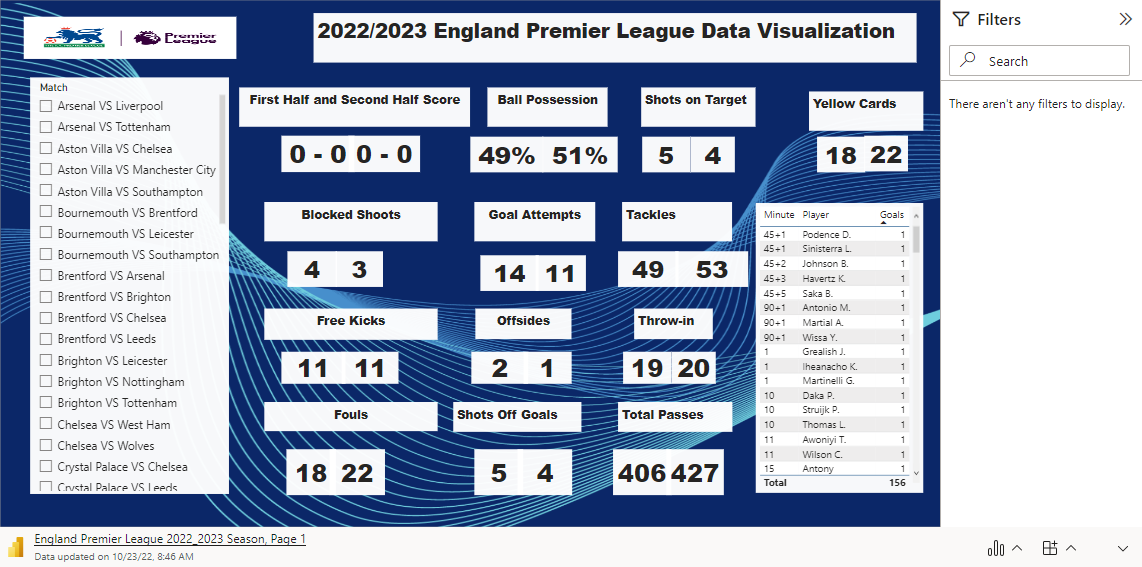 Premier League
2022/2023 England Premier League Data Visualization
Filters
Search
There aren't any filters to display.
Match
Arsenal VS Liverpool
Arsenal VS Tottenham
Aston Villa VS Chelsea
Aston Villa VS Manchester City
Aston Villa VS Southampton
Bournemouth VS Brentford
Bournemouth VS Leicester
Bournemouth VS Southampton
Brentford VS Arsenal
Brentford VS Brighton
Brentford VS Chelsea
Brentford VS Leeds
Brighton VS Leicester
Brighton VS Nottingham
Brighton VS Tottenham
Chelsea VS West Ham
Chelsea VS Wolves
Crystal Palace VS Chelsea
Crystal Palace VS Leeds
First Half and Second Half Score
0 - 0 0 - 0
Ball Possession
49% 51%
Shots on Target
5 4
Yellow Cards
18 22
Blocked Shoots
4 3
Goal Attempts
14 11
Tackles
49 53
Free Kicks
11 11
Offsides
2 1
Throw-in
19 20
Fouls
18 22
Shots Off Goals
5 4
Total Passes
406 427
Minute Player Goals
45+1 Podence D. 1
45+1 Sinisterra L. 1
45+2 Johnson B. 1
45+3 Havertz K. 1
45+5 Saka B. 1
90+1 Antonio M. 1
90+1 Martial A. 1
90+1 Wissa Y. 1
1 Grealish J. 1
1 Iheanacho K. 1
1 Martinelli G. 1
10 Daka P. 1
10 Struijk P. 1
10 Thomas L. 1
11 Awoniyi T. 1
11 Wilson C. 1
15 Antony 1
Total 156
England Premier League 2022_2023 Season, Page 1
Data updated on 10/23/22, 8:46 AM